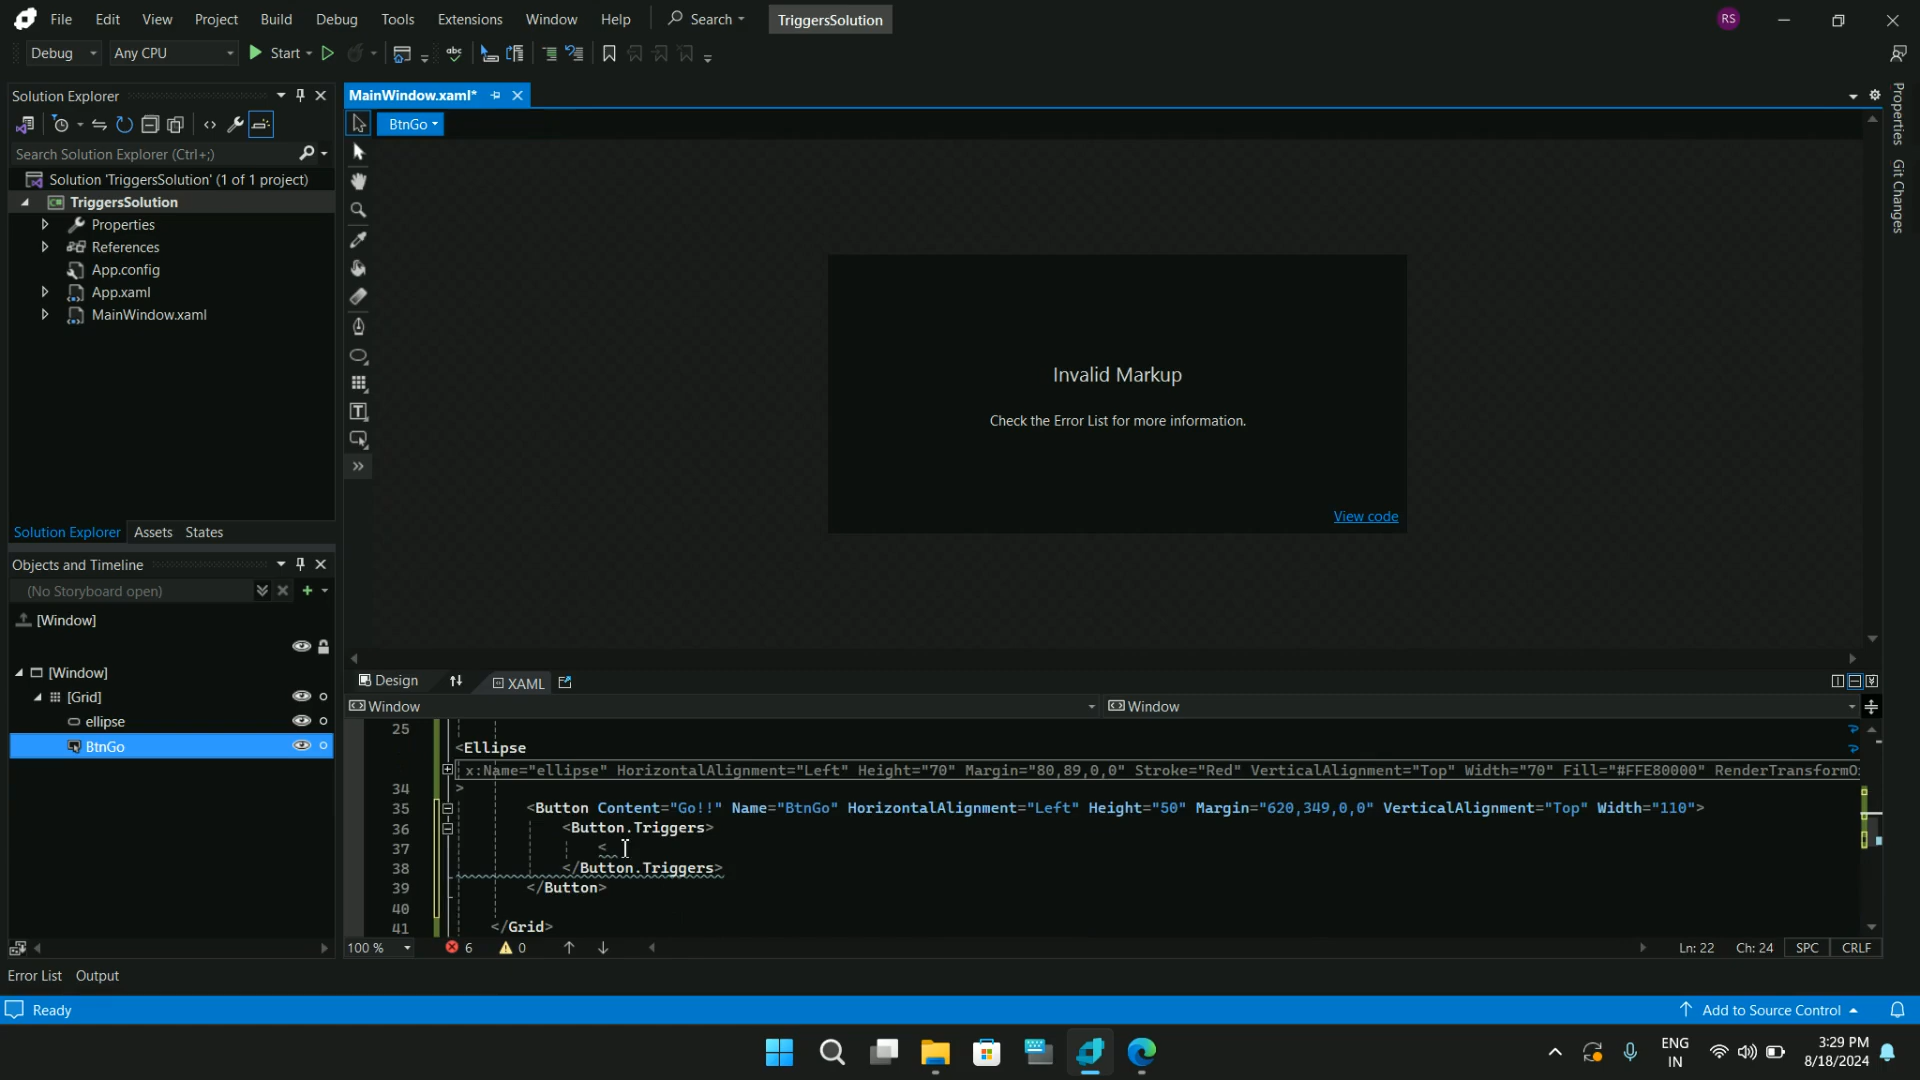 File Edit View Project Build Debug Tools Extensions Window Help Search TriggersSolution RS
Debug Any CPU Start
Solution Explorer
MainWindow.xaml*
BtnGo
Search Solution Explorer (Ctrl+;)
Solution 'TriggersSolution' (1 of 1 project)
TriggersSolution
Properties
References
App.config
App.xaml
MainWindow.xaml
Properties
Git Changes
Invalid Markup
Check the Error List for more information.
View code
Solution Explorer Assets States
Objects and Timeline
(No Storyboard open)
[Window]
[Window]
[Grid]
ellipse
BtnGo
Design XAML
Window Window
25
<Ellipse
x:Name="ellipse" HorizontalAlignment="Left" Height="70" Margin="80,89,0,0" Stroke="Red" VerticalAlignment="Top" Width="70" Fill="#FFE80000" RenderTransformO
34 >
35 <Button Content="Go!!" Name="BtnGo" HorizontalAlignment="Left" Height="50" Margin="620,349,0,0" VerticalAlignment="Top" Width="110">
36 <Button.Triggers>
37 <
38 </Button.Triggers>
39 </Button>
40
41 </Grid>
100 % 6 0 Ln: 22 Ch: 24 SPC CRLF
Error List Output
Ready Add to Source Control
ENG
IN
3:29 PM
8/18/2024